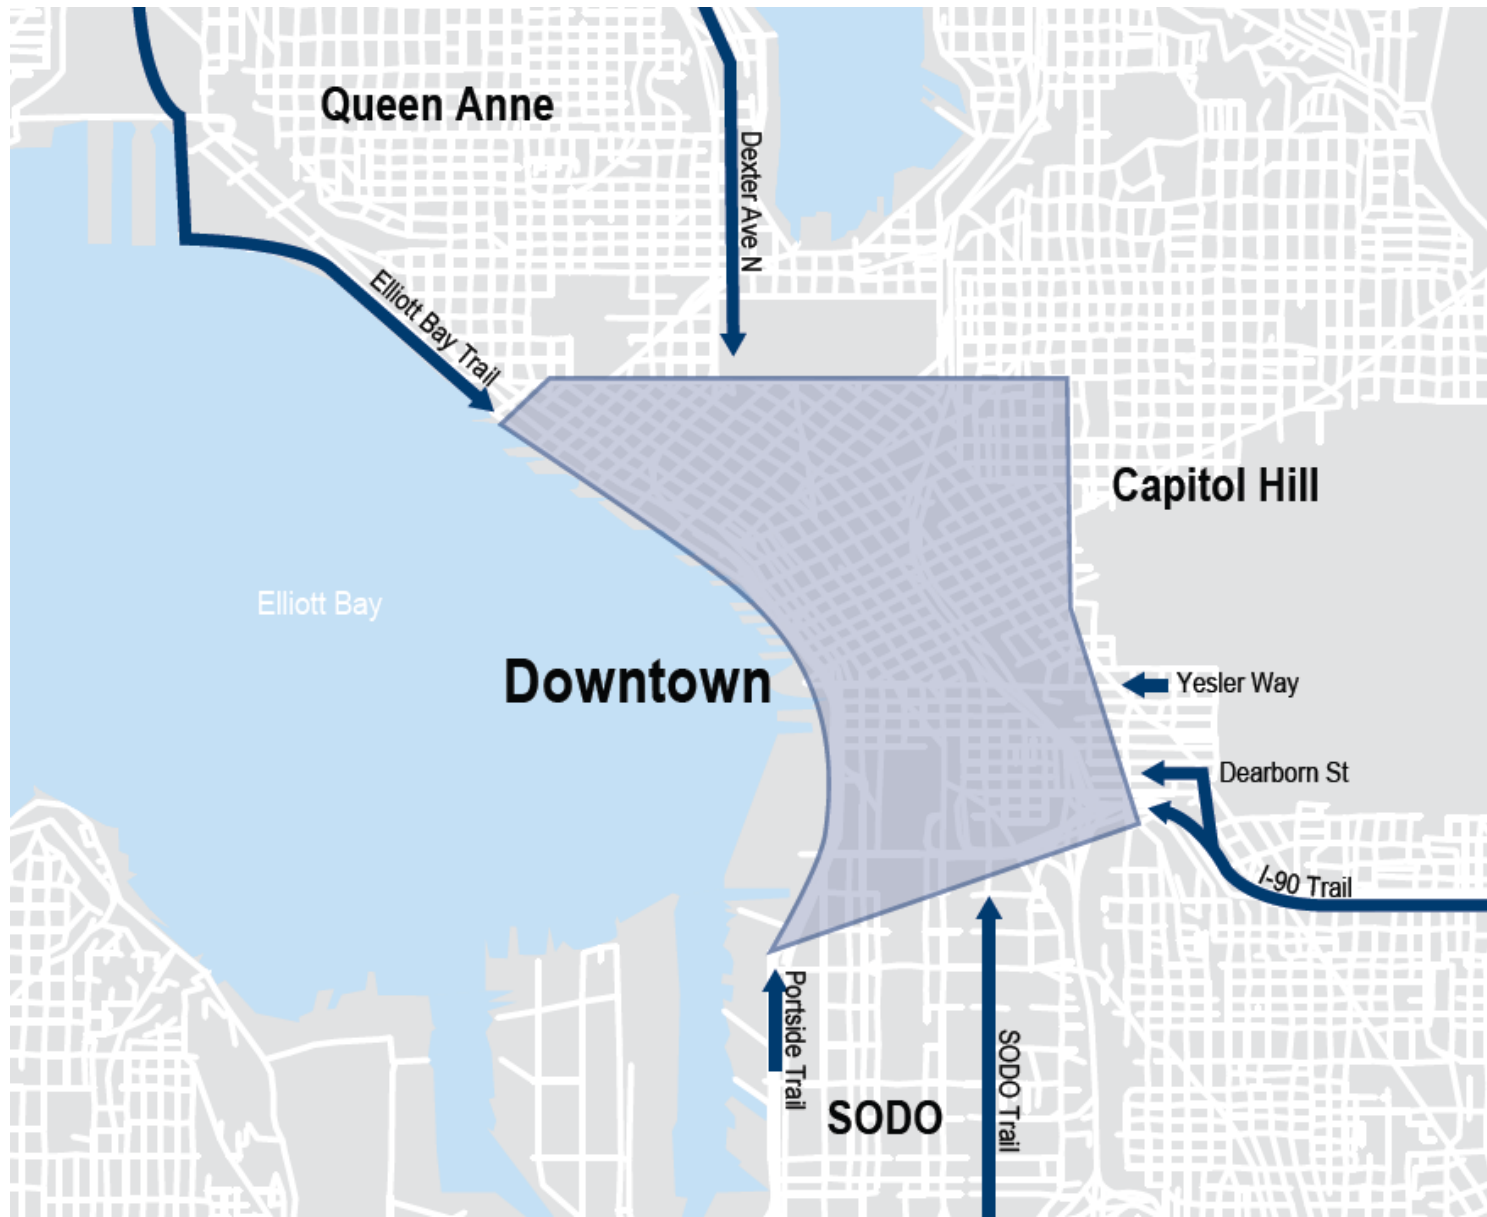 Queen Anne
Dexter Ave N
Elliott Bay Trail
Capitol Hill
Elliott Bay
Downtown
Yesler Way
Dearborn St
I-90 Trail
Portside Trail
SODO Trail
SODO